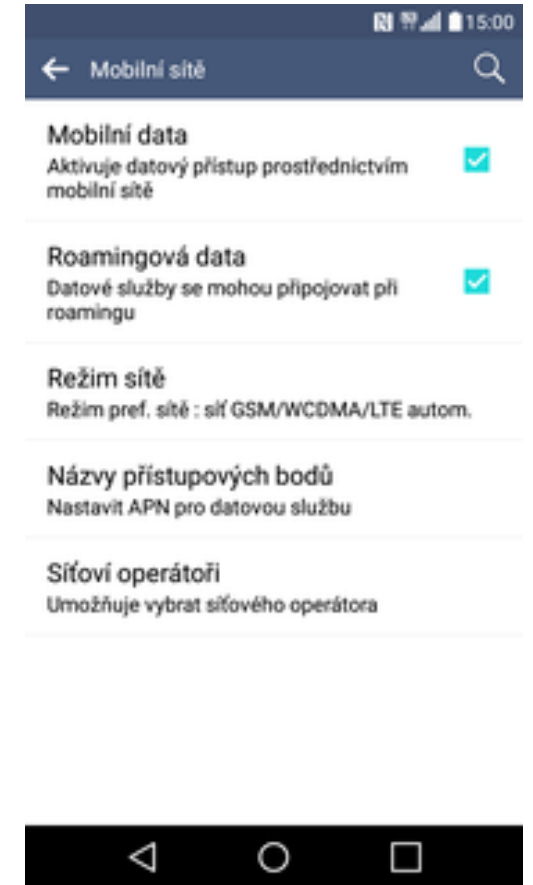 15:00
Mobilní sítě
Mobilní data
Aktivuje datový přístup prostřednictvím
mobilní sítě
Roamingová data
Datové služby se mohou připojovat při
roamingu
Režim sítě
Režim pref. sítě : síť GSM/WCDMA/LTE autom.
Názvy přístupových bodů
Nastavit APN pro datovou službu
Síťoví operátoři
Umožňuje vybrat síťového operátora